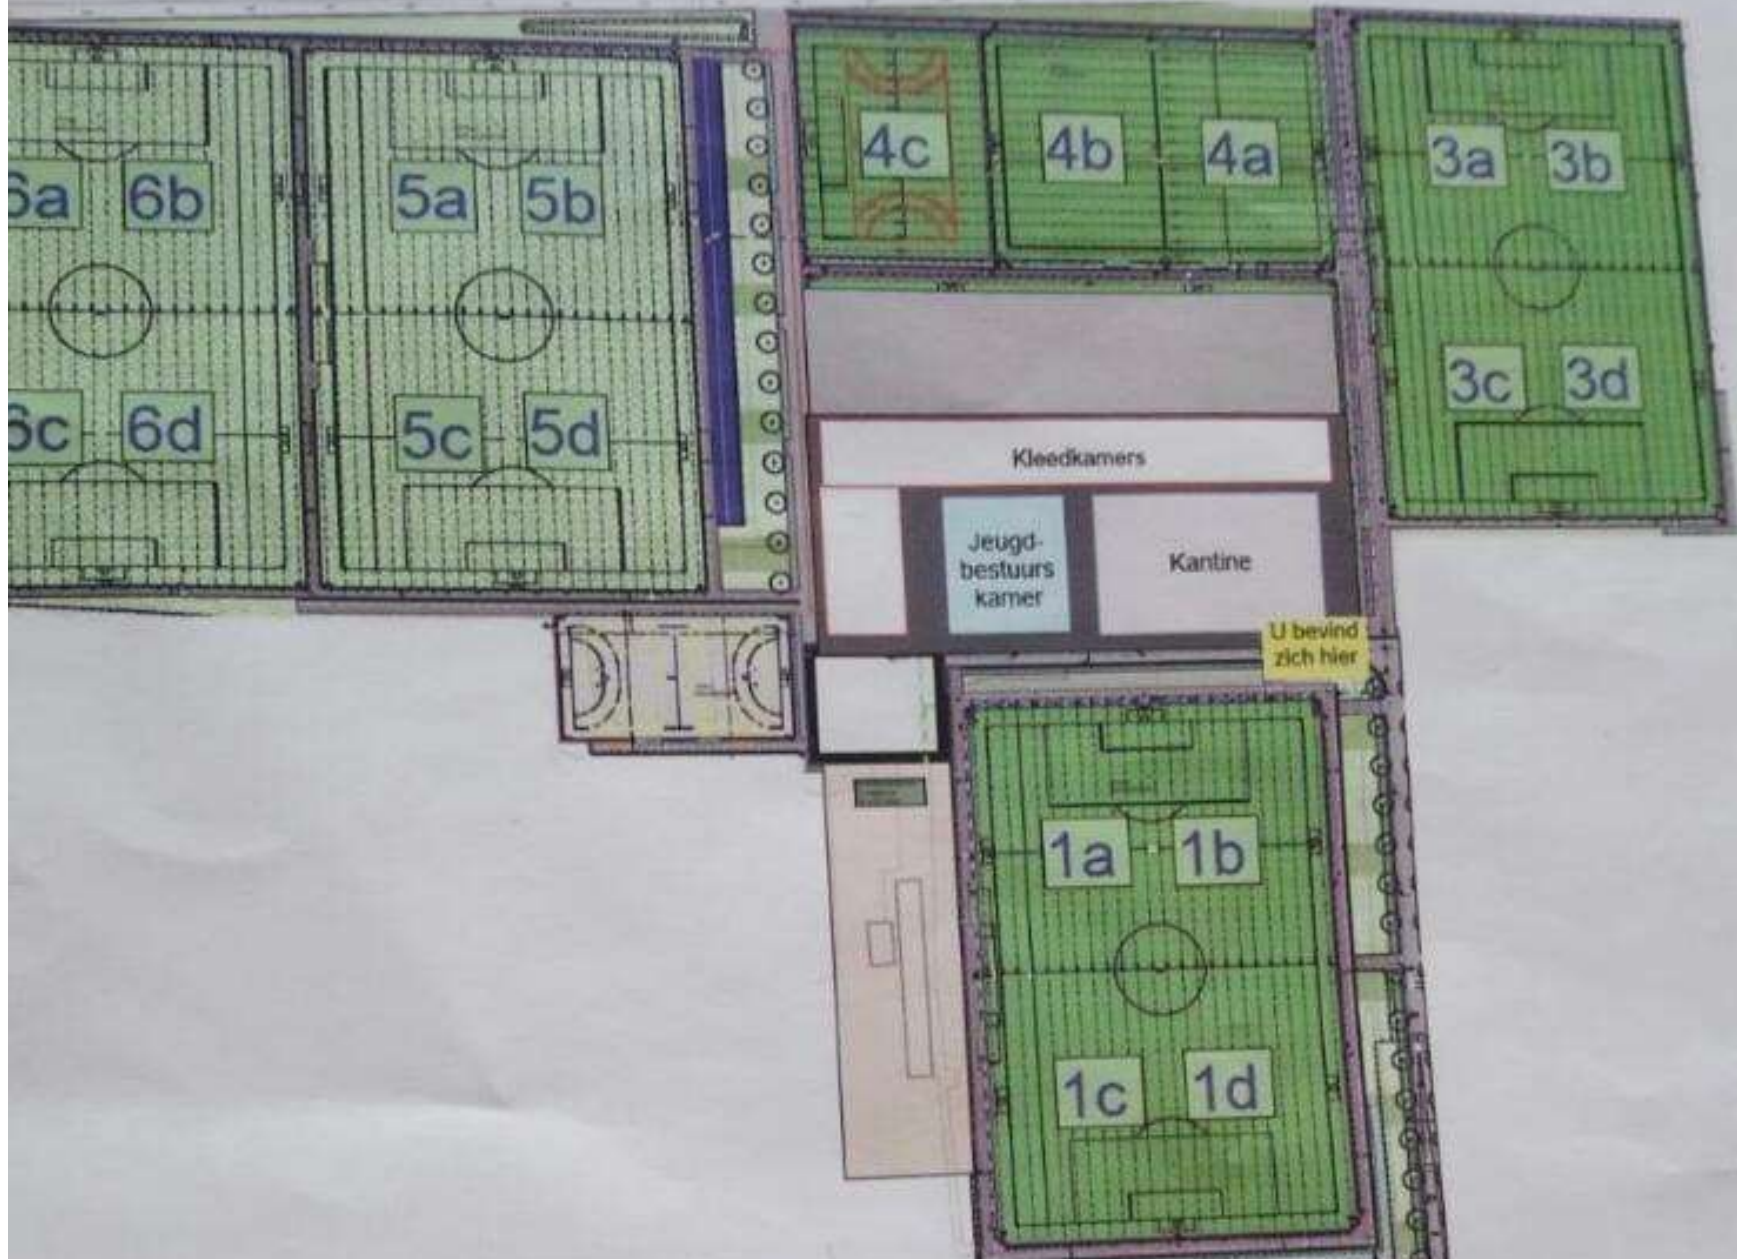 6a 6b
5a 5b
4c 4b 4a
3a 3b
6c 6d
5c 5d
3c 3d
Kleedkamers
Jeugd-
bestuurs
kamer
Kantine
U bevind
zich hier
1a 1b
1c 1d